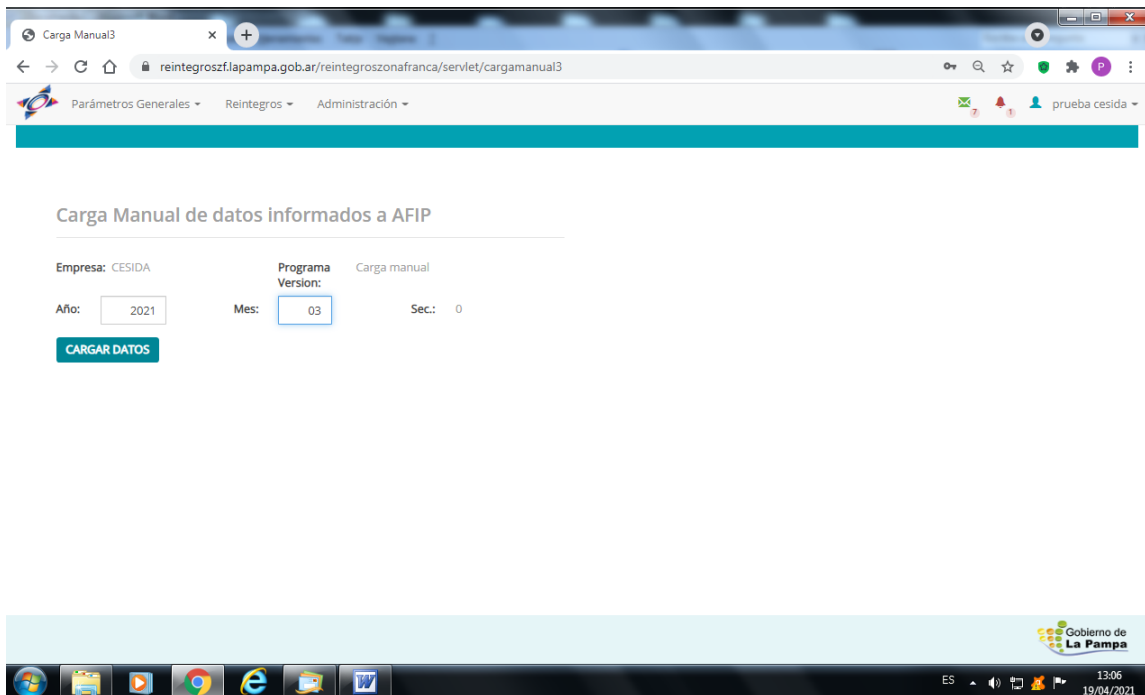 Carga Manual3
reintegroszf.lapampa.gob.ar/reintegroszonafranca/servlet/cargamanual3
P
Parámetros Generales Reintegros Administración 7 1 prueba cesida
Carga Manual de datos informados a AFIP
Empresa: CESIDA Programa Version: Carga manual
Año: 2021 Mes: 03 Sec.: 0
CARGAR DATOS
Gobierno de
La Pampa
ES 13:06
19/04/2021